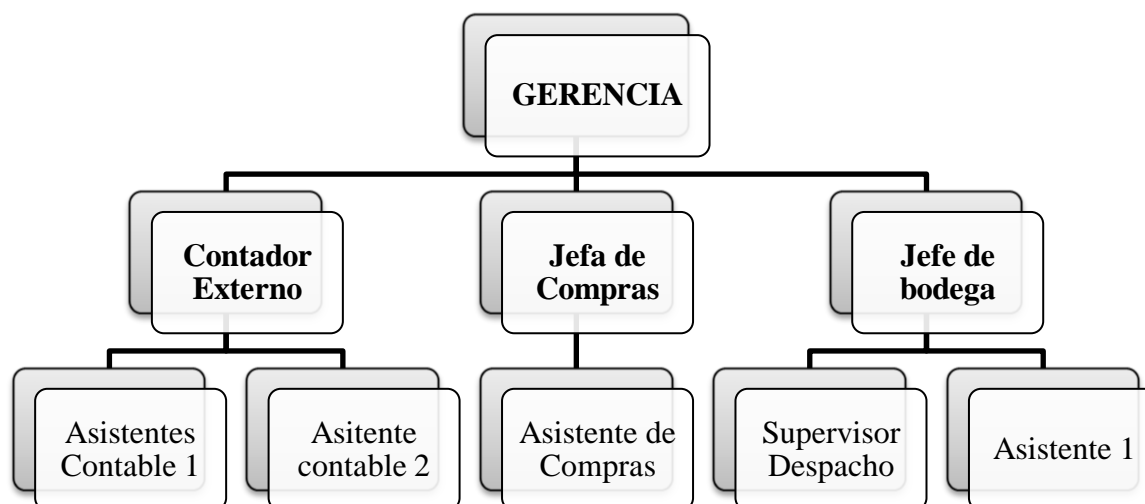 GERENCIA
Contador
Externo
Jefa de
Compras
Jefe de
bodega
Asistentes
Contable 1
Asitente
contable 2
Asistente de
Compras
Supervisor
Despacho
Asistente 1